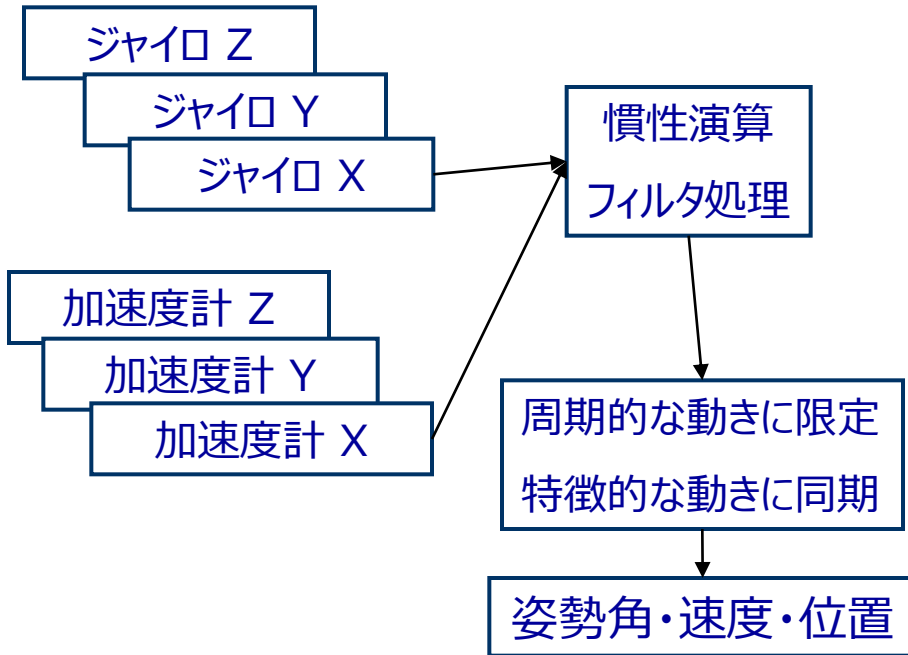 ジャイロ Z
ジャイロ Y
ジャイロ X
慣性演算
フィルタ処理
加速度計 Z
加速度計 Y
加速度計 X
周期的な動きに限定
特徴的な動きに同期
姿勢角・速度・位置